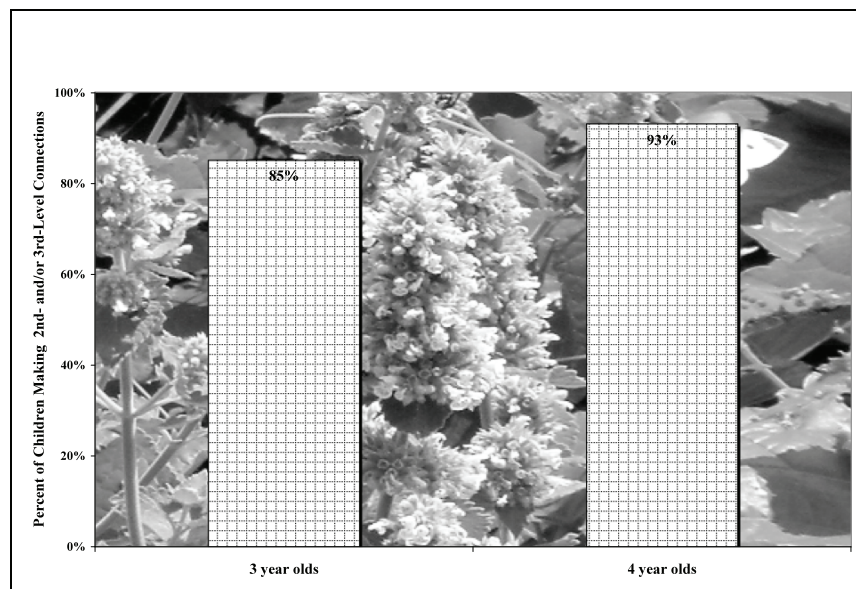 Percent of Children Making 2nd- and/or 3rd-Level Connections
100%
80%
60%
40%
20%
0%
85%
93%
3 year olds
4 year olds